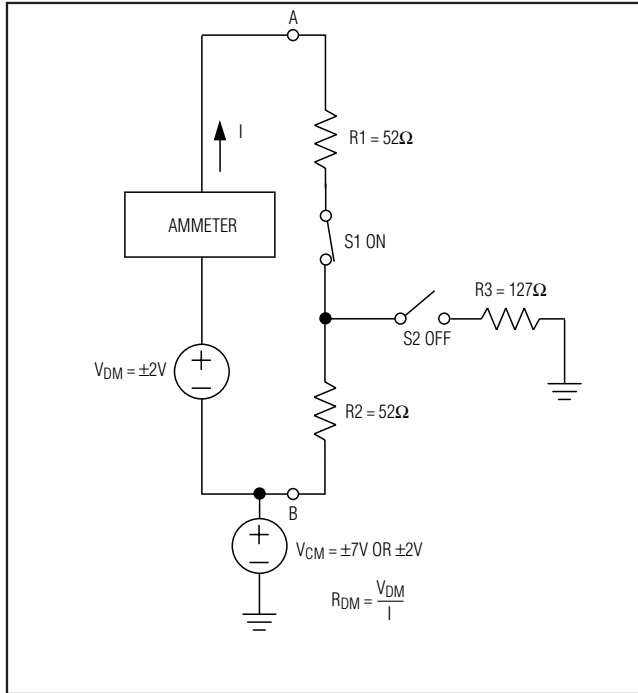 A
I
R1 = 52Ω
AMMETER
S1 ON
R3 = 127Ω
S2 OFF
+
VDM = ±2V
−
R2 = 52Ω
B
+
VCM = ±7V OR ±2V
−
RDM = VDM
I